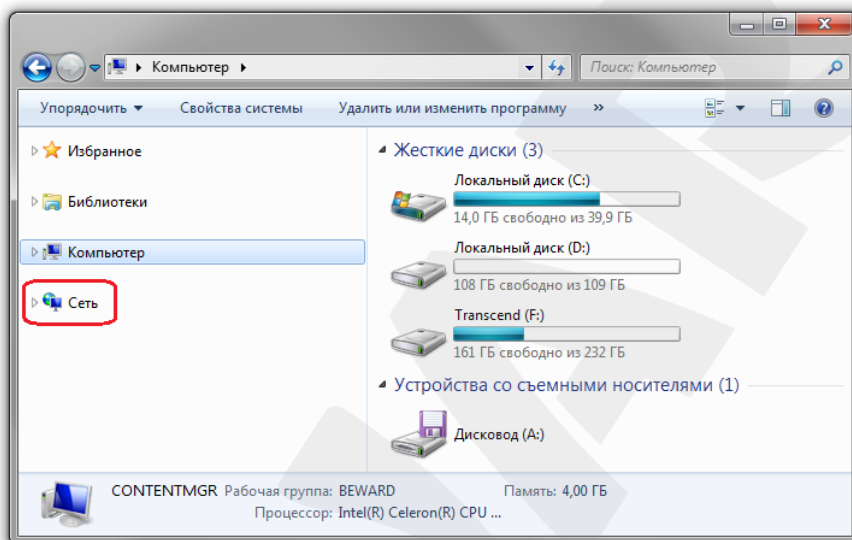 Компьютер
Поиск: Компьютер
Упорядочить
Свойства системы
Удалить или изменить программу
»
Избранное
Библиотеки
Компьютер
Сеть
Жесткие диски (3)
Локальный диск (C:)
14,0 ГБ свободно из 39,9 ГБ
Локальный диск (D:)
108 ГБ свободно из 109 ГБ
Transcend (F:)
161 ГБ свободно из 232 ГБ
Устройства со съемными носителями (1)
Дисковод (A:)
CONTENTMGR Рабочая группа: BEWARD Память: 4,00 ГБ
Процессор: Intel(R) Celeron(R) CPU ...